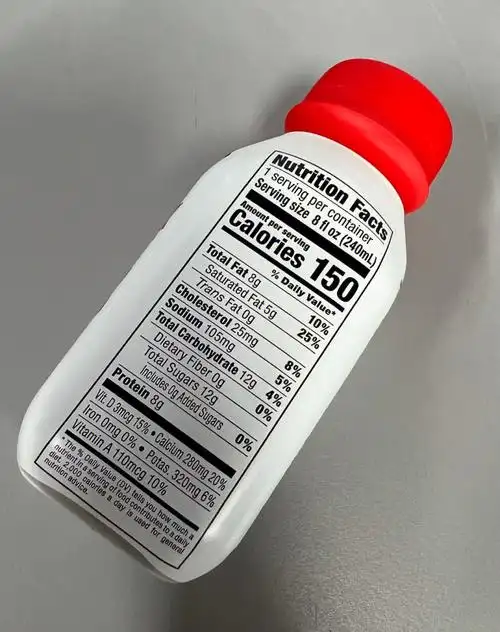 Nutrition Facts
1 serving per container
Serving size 8 fl oz (240mL)
Amount per serving
Calories 150
% Daily Value*
Total Fat 8g 10%
Saturated Fat 5g 25%
Trans Fat 0g
Cholesterol 25mg 8%
Sodium 105mg 5%
Total Carbohydrate 12g 4%
Dietary Fiber 0g 0%
Total Sugars 12g
Includes 0g Added Sugars 0%
Protein 8g
Vit. D 3mcg 15% • Calcium 280mg 20%
Iron 0mg 0% • Potas. 320mg 6%
Vitamin A 110mcg 10%
* The % Daily Value (DV) tells you how much a
nutrient in a serving of food contributes to a daily
diet. 2,000 calories a day is used for general
nutrition advice.